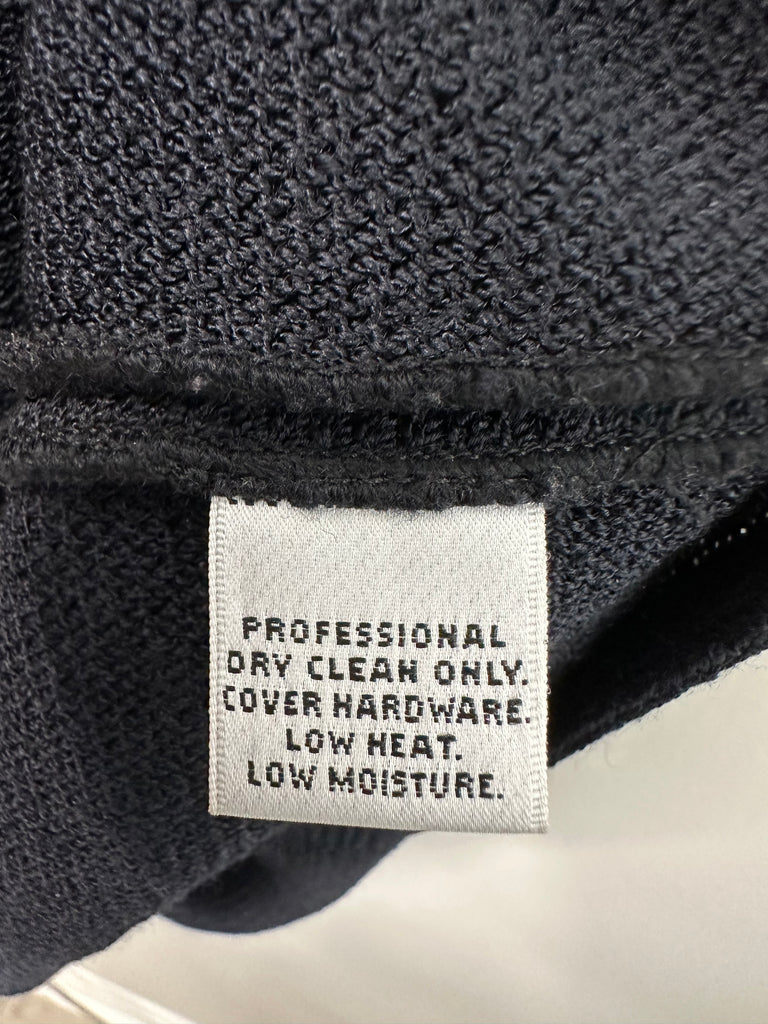 PROFESSIONAL
DRY CLEAN ONLY.
COVER HARDWARE.
LOW HEAT.
LOW MOISTURE.